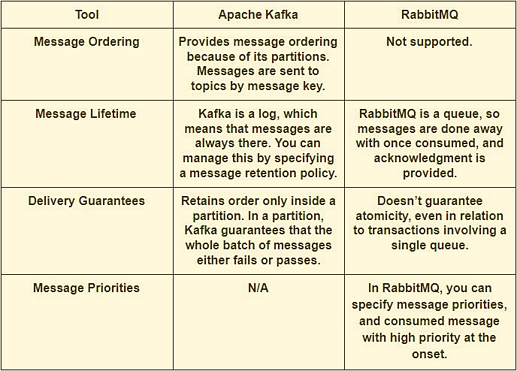 Tool
Apache Kafka
RabbitMQ
Message Ordering
Provides message ordering
because of its partitions.
Messages are sent to
topics by message key.
Not supported.
Message Lifetime
Kafka is a log, which
means that messages are
always there. You can
manage this by specifying
a message retention policy.
RabbitMQ is a queue, so
messages are done away
with once consumed, and
acknowledgment is
provided.
Delivery Guarantees
Retains order only inside a
partition. In a partition,
Kafka guarantees that the
whole batch of messages
either fails or passes.
Doesn't guarantee
atomicity, even in relation
to transactions involving a
single queue.
Message Priorities
N/A
In RabbitMQ, you can
specify message priorities,
and consumed message
with high priority at the
onset.